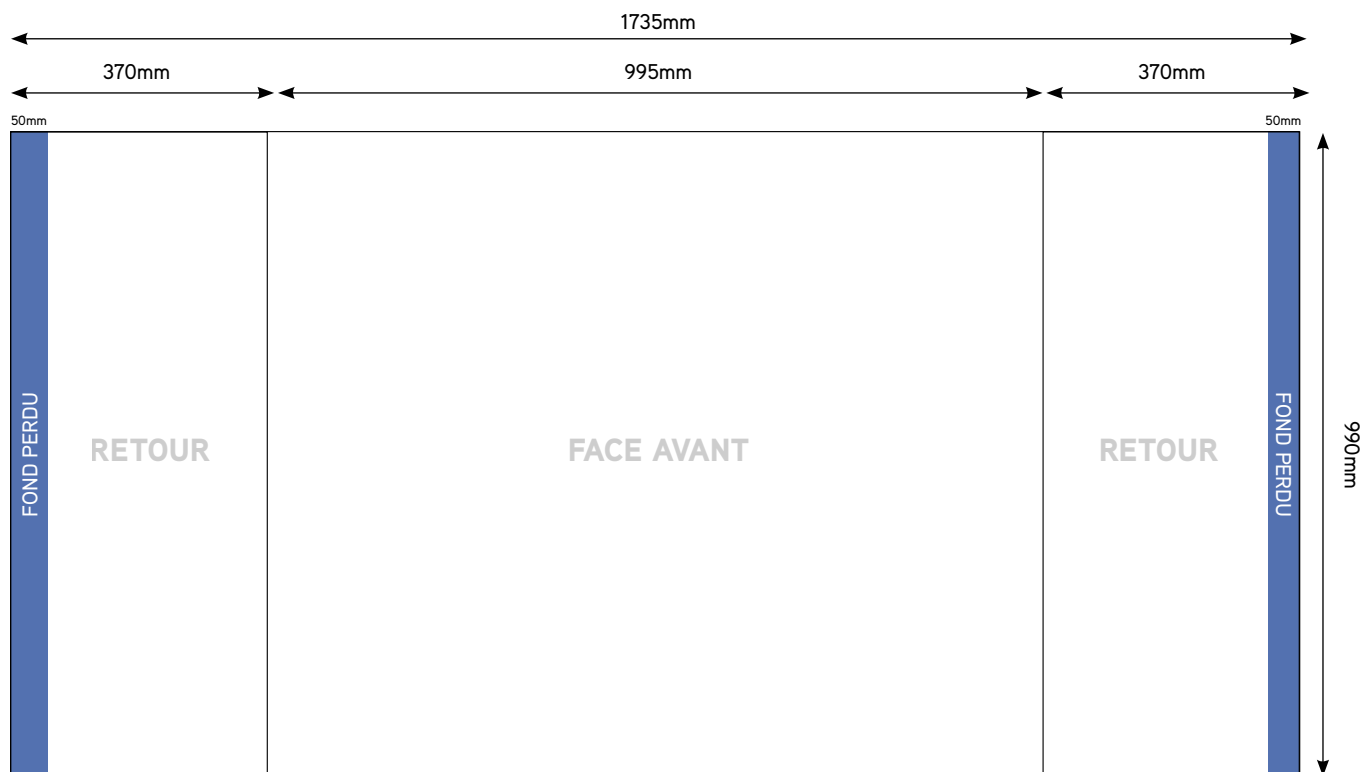 1735mm
370mm
995mm
370mm
50mm
50mm
FOND PERDU
RETOUR
FACE AVANT
RETOUR
FOND PERDU
990mm